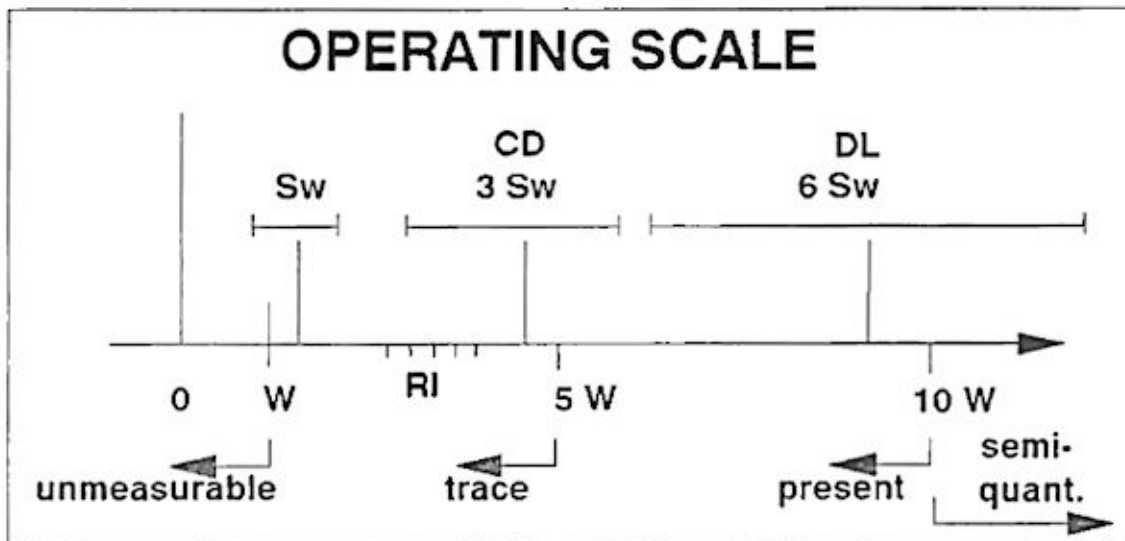 OPERATING SCALE
CD DL
Sw 3 Sw 6 Sw
0 W RI 5 W 10 W
semi-
unmeasurable trace present quant.